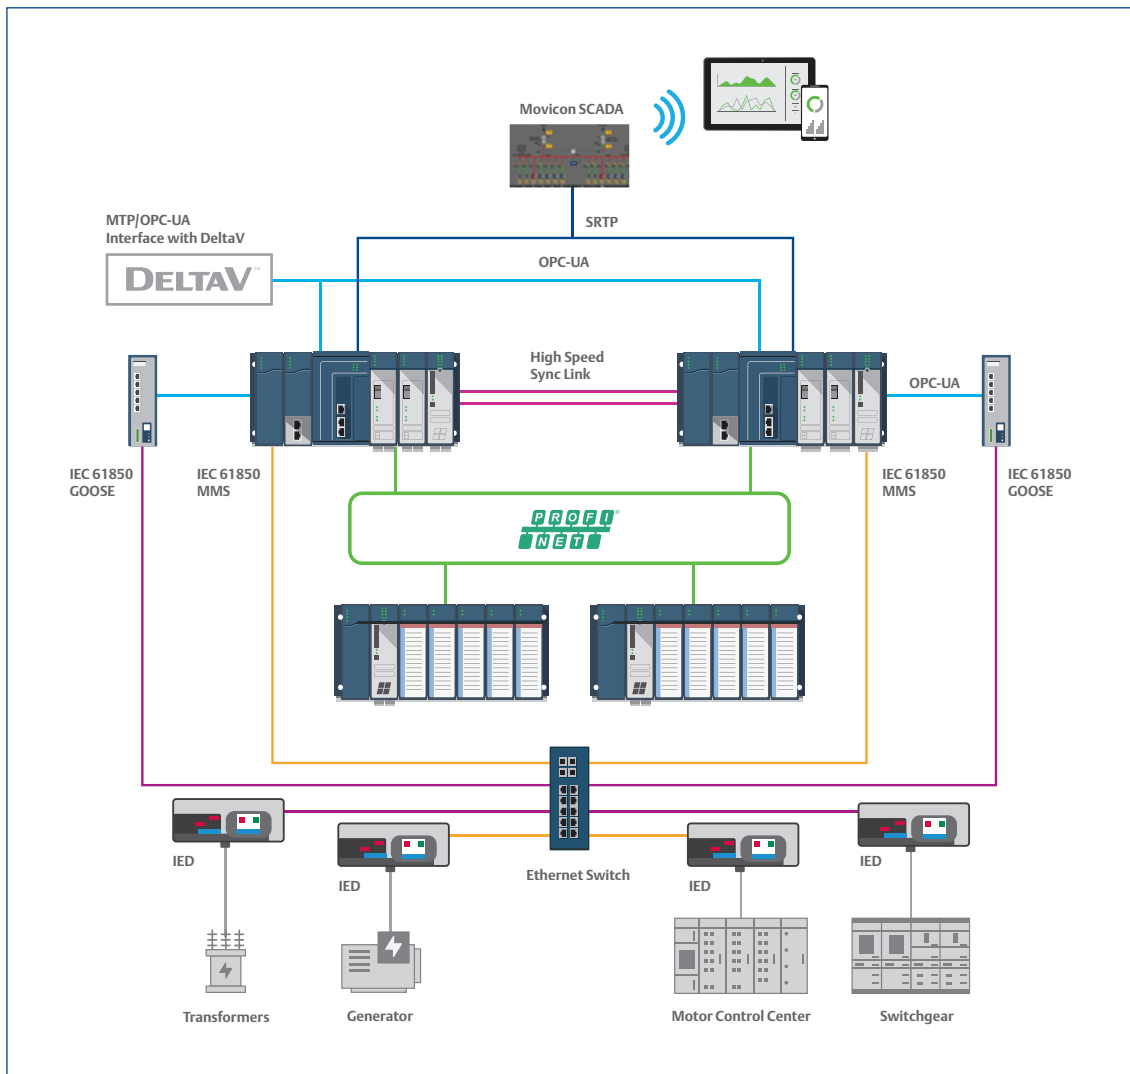 Movicon SCADA
SRTP
MTP/OPC-UA
Interface with DeltaV
DELTAV™
OPC-UA
High Speed
Sync Link
OPC-UA
IEC 61850
GOOSE
IEC 61850
MMS
IEC 61850
MMS
IEC 61850
GOOSE
PROFI®
NET
IED
IED
Ethernet Switch
IED
IED
Transformers
Generator
Motor Control Center
Switchgear